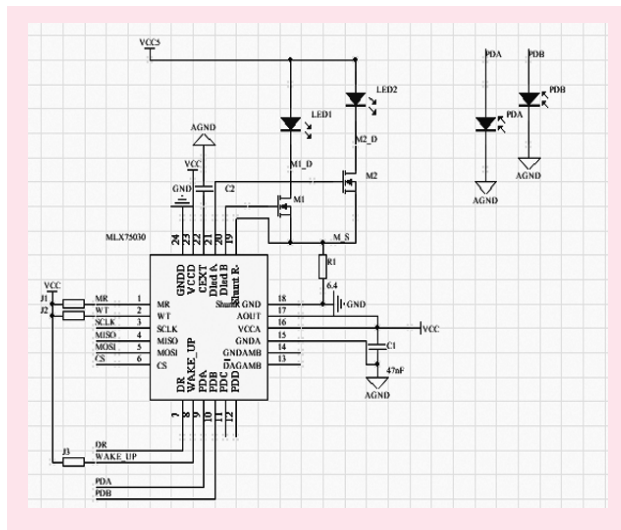 VCC5
PDA
PDB
LED2
LED1
PDB
PDA
AGND
M2_D
VCC
M1_D
AGND
AGND
GND
C2
M2
M1
MLX75030
M_S
24
23
22
21
20
19
GNDD
VCCD
CEXT
Dled A
Dled B
Shunt R.
R1
6.4
VCC
J1
MR
1
MR
ShuntRGND
18
GND
J2
WT
2
WT
AOUT
17
SCLK
3
SCLK
VCCA
16
VCC
MISO
4
MISO
GNDA
15
MOSI
5
MOSI
GNDAMB
14
C1
CS
6
CS
DAGAMB
13
47nF
AGND
DR
WAKE_UP
PDA
PDB
PDC
PDD
7
8
9
10
11
12
DR
J3
WAKE_UP
PDA
PDB